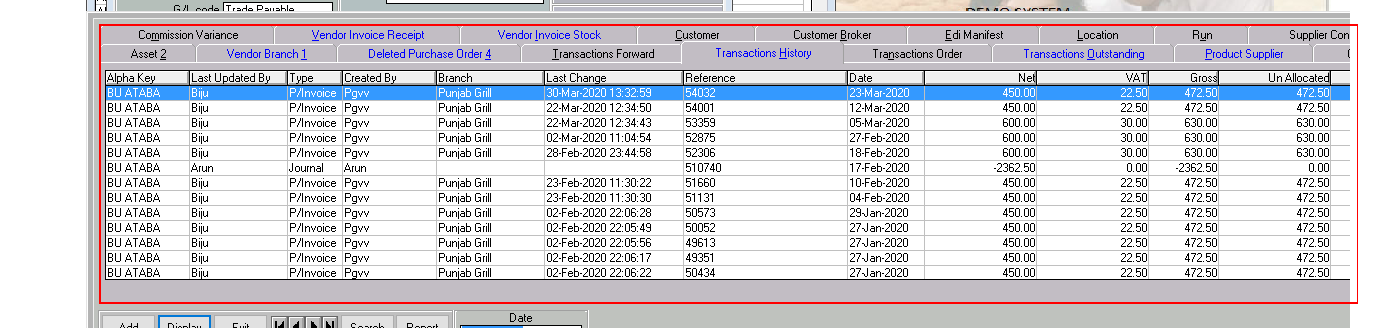 G/L code Trade Payable
DEMO SYSTEM
Commission Variance Vendor Invoice Receipt Vendor Invoice Stock Customer Customer Broker Edi Manifest Location Run Supplier Con
Asset 2 Vendor Branch 1 Deleted Purchase Order 4 Transactions Forward Transactions History Transactions Order Transactions Outstanding Product Supplier
Alpha Key Last Updated By Type Created By Branch Last Change Reference Date Net VAT Gross Un Allocated
BU ATABA Biju P/Invoice Pgvv Punjab Grill 30-Mar-2020 13:32:59 54032 23-Mar-2020 450.00 22.50 472.50 472.50
BU ATABA Biju P/Invoice Pgvv Punjab Grill 22-Mar-2020 12:34:50 54001 12-Mar-2020 450.00 22.50 472.50 472.50
BU ATABA Biju P/Invoice Pgvv Punjab Grill 22-Mar-2020 12:34:43 53359 05-Mar-2020 600.00 30.00 630.00 630.00
BU ATABA Biju P/Invoice Pgvv Punjab Grill 02-Mar-2020 11:04:54 52875 27-Feb-2020 600.00 30.00 630.00 630.00
BU ATABA Biju P/Invoice Pgvv Punjab Grill 28-Feb-2020 23:44:58 52306 18-Feb-2020 600.00 30.00 630.00 630.00
BU ATABA Arun Journal Arun 510740 17-Feb-2020 -2362.50 0.00 -2362.50 0.00
BU ATABA Biju P/Invoice Pgvv Punjab Grill 23-Feb-2020 11:30:22 51660 10-Feb-2020 450.00 22.50 472.50 472.50
BU ATABA Biju P/Invoice Pgvv Punjab Grill 23-Feb-2020 11:30:30 51131 04-Feb-2020 450.00 22.50 472.50 472.50
BU ATABA Biju P/Invoice Pgvv Punjab Grill 02-Feb-2020 22:06:28 50573 29-Jan-2020 450.00 22.50 472.50 472.50
BU ATABA Biju P/Invoice Pgvv Punjab Grill 02-Feb-2020 22:05:49 50052 27-Jan-2020 450.00 22.50 472.50 472.50
BU ATABA Biju P/Invoice Pgvv Punjab Grill 02-Feb-2020 22:05:56 49613 27-Jan-2020 450.00 22.50 472.50 472.50
BU ATABA Biju P/Invoice Pgvv Punjab Grill 02-Feb-2020 22:06:17 49351 27-Jan-2020 450.00 22.50 472.50 472.50
BU ATABA Biju P/Invoice Pgvv Punjab Grill 02-Feb-2020 22:06:22 50434 27-Jan-2020 450.00 22.50 472.50 472.50
Add Display Exit Search Report Date